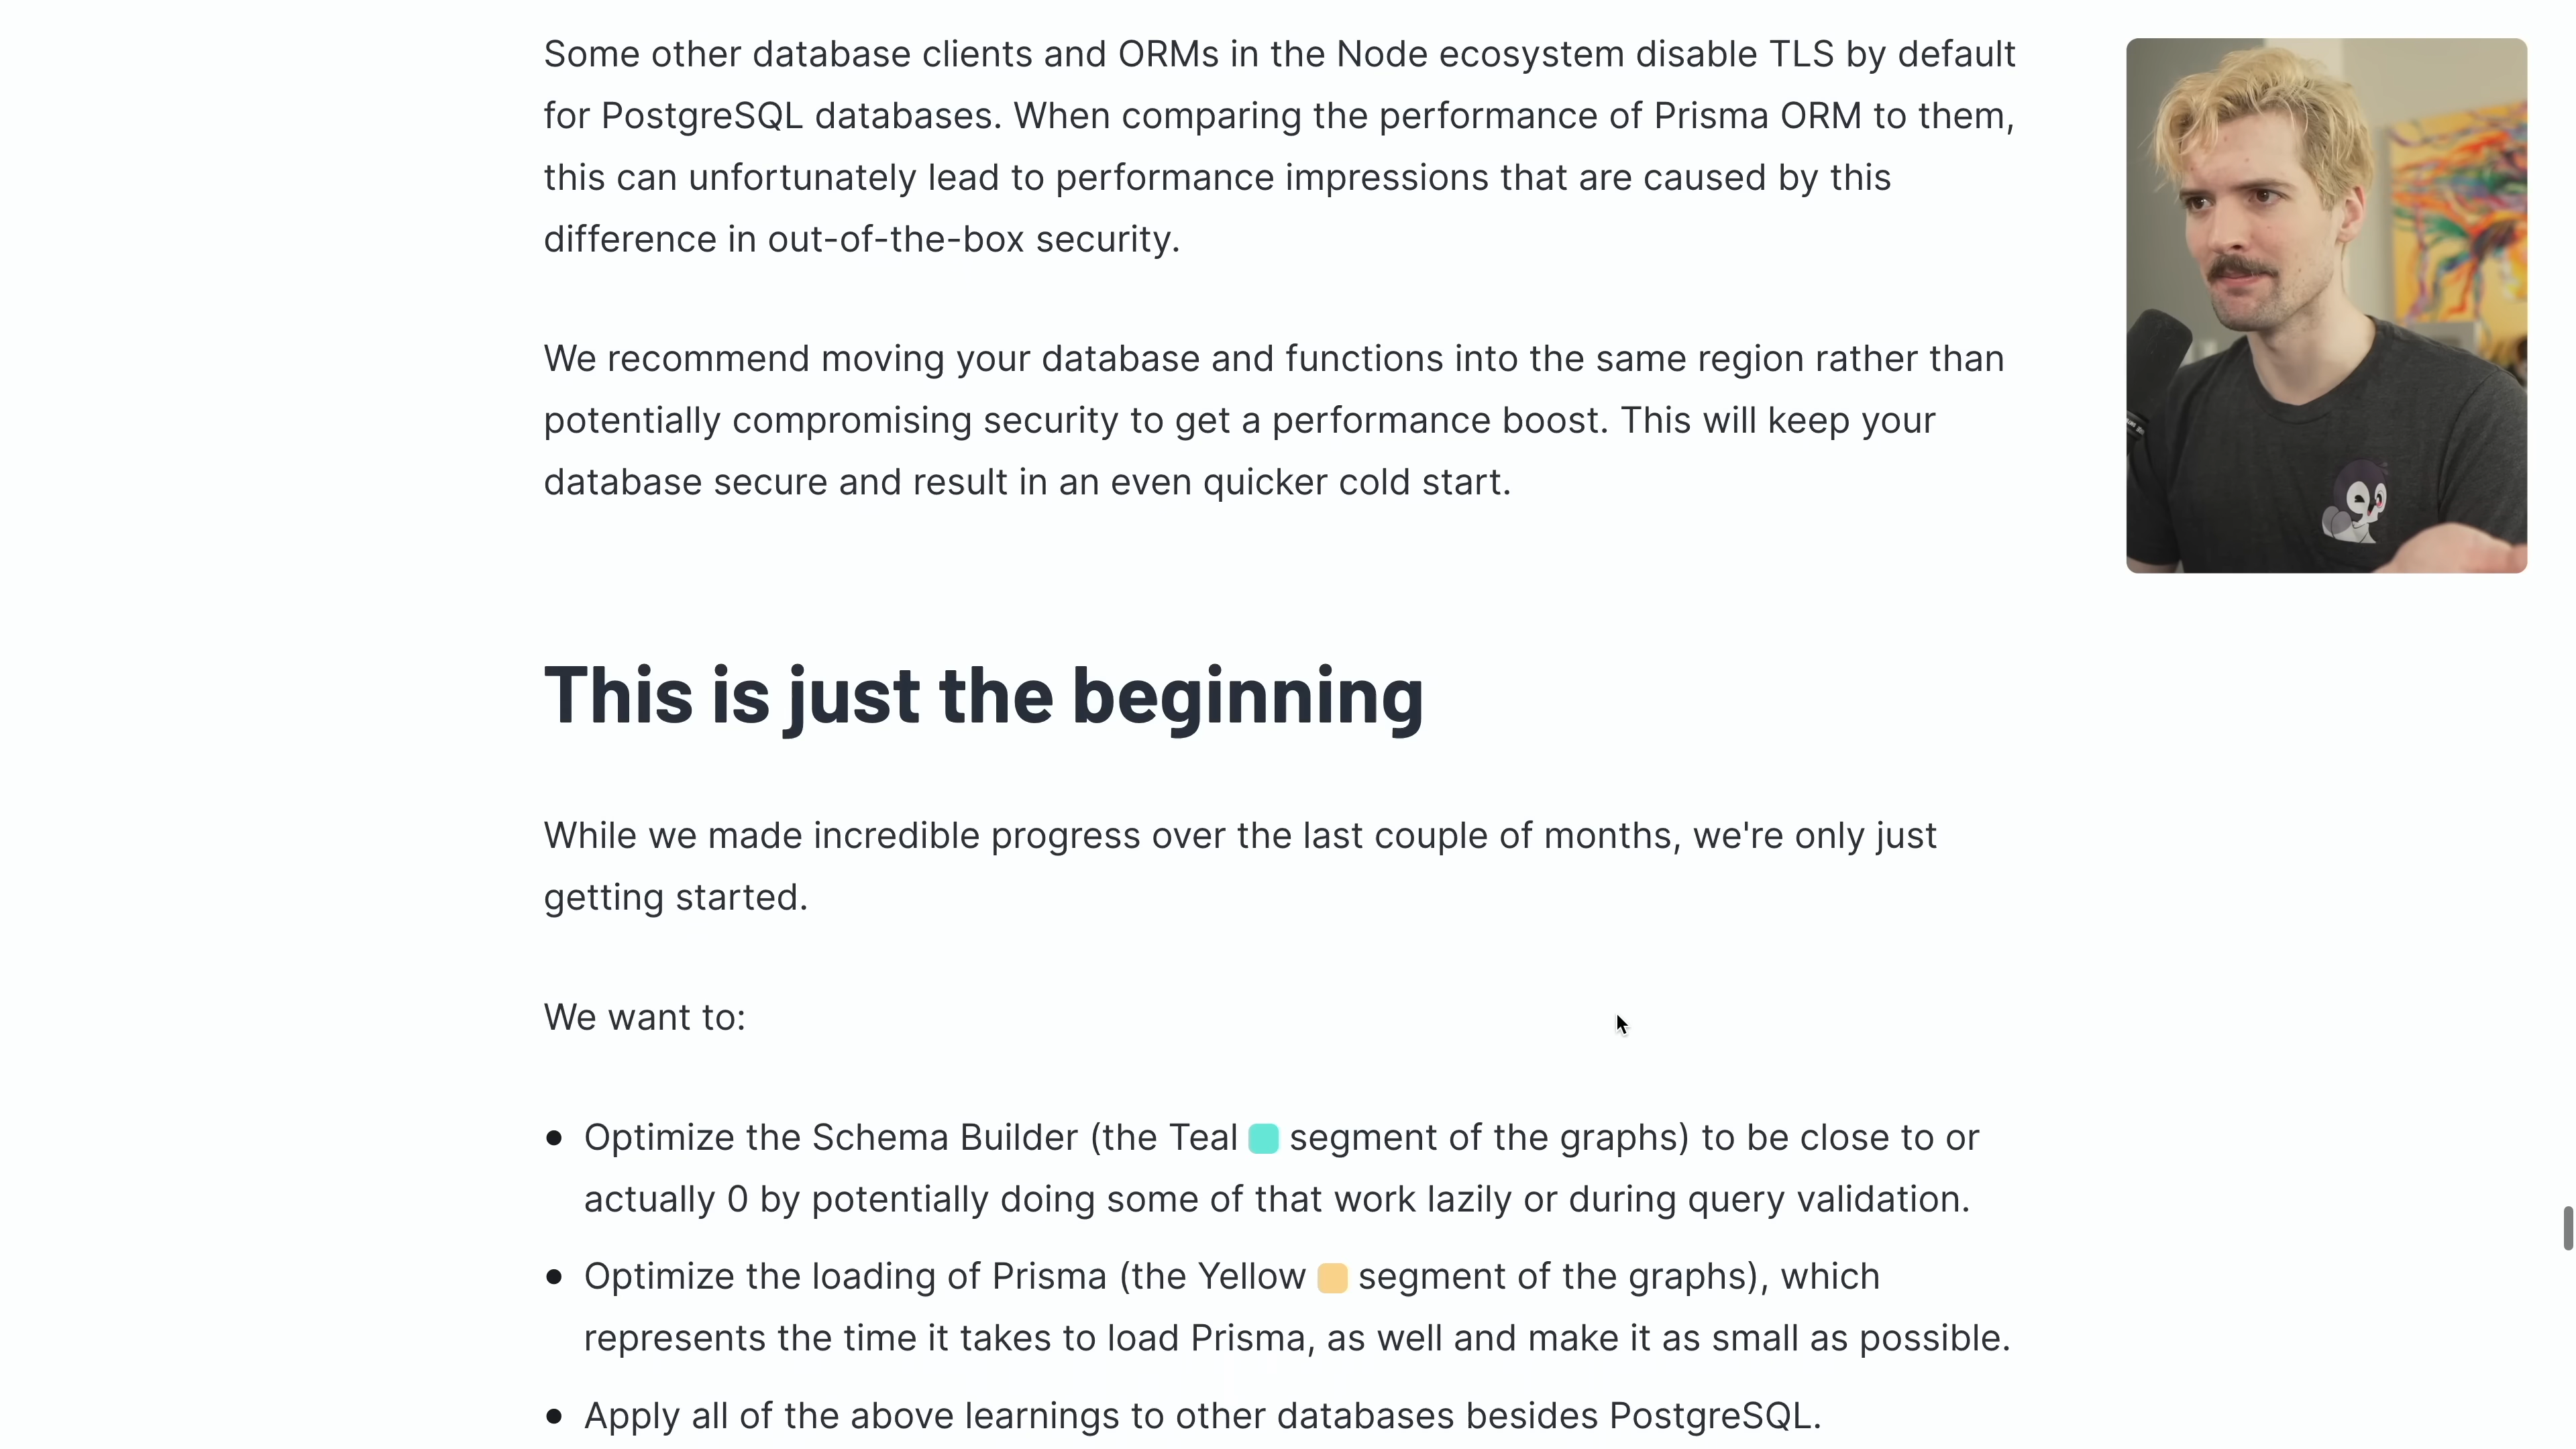 Some other database clients and ORMs in the Node ecosystem disable TLS by default
for PostgreSQL databases. When comparing the performance of Prisma ORM to them,
this can unfortunately lead to performance impressions that are caused by this
difference in out-of-the-box security.
We recommend moving your database and functions into the same region rather than
potentially compromising security to get a performance boost. This will keep your
database secure and result in an even quicker cold start.
This is just the beginning
While we made incredible progress over the last couple of months, we're only just
getting started.
We want to:
• Optimize the Schema Builder (the Teal segment of the graphs) to be close to or
actually 0 by potentially doing some of that work lazily or during query validation.
• Optimize the loading of Prisma (the Yellow segment of the graphs), which
represents the time it takes to load Prisma, as well and make it as small as possible.
• Apply all of the above learnings to other databases besides PostgreSQL.